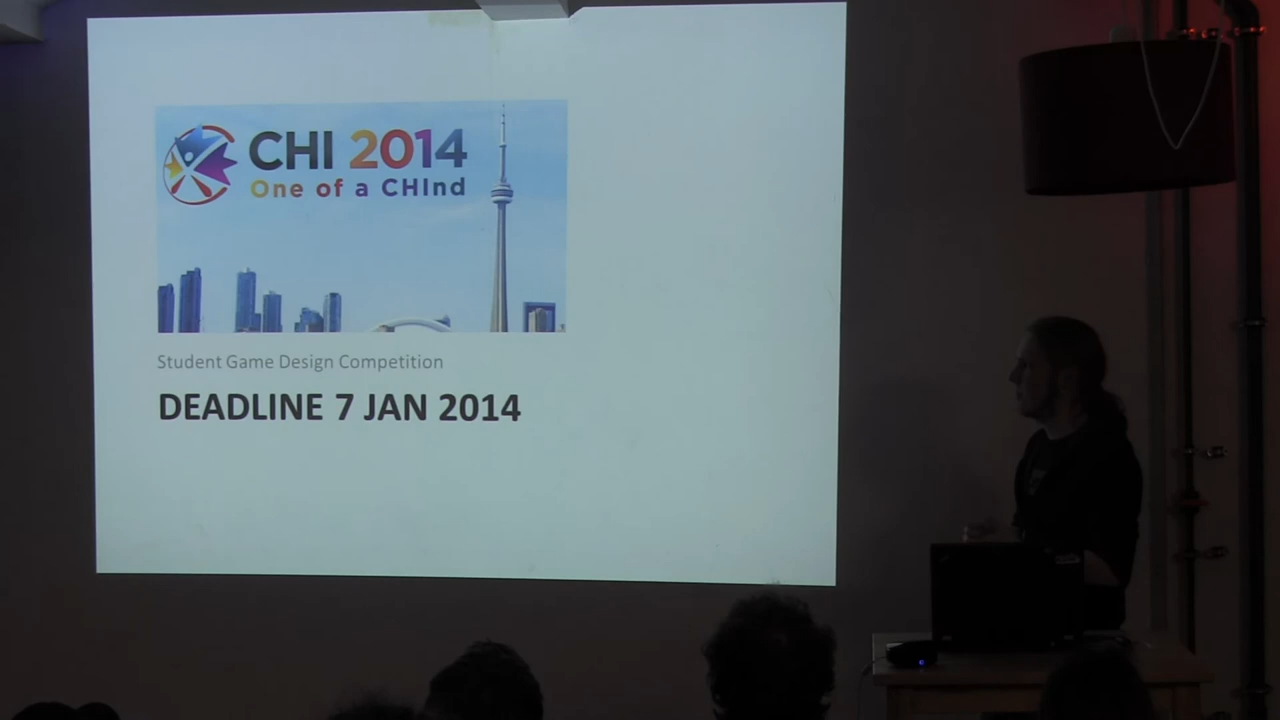 CHI 2014
One of a CHInd
Student Game Design Competition
DEADLINE 7 JAN 2014